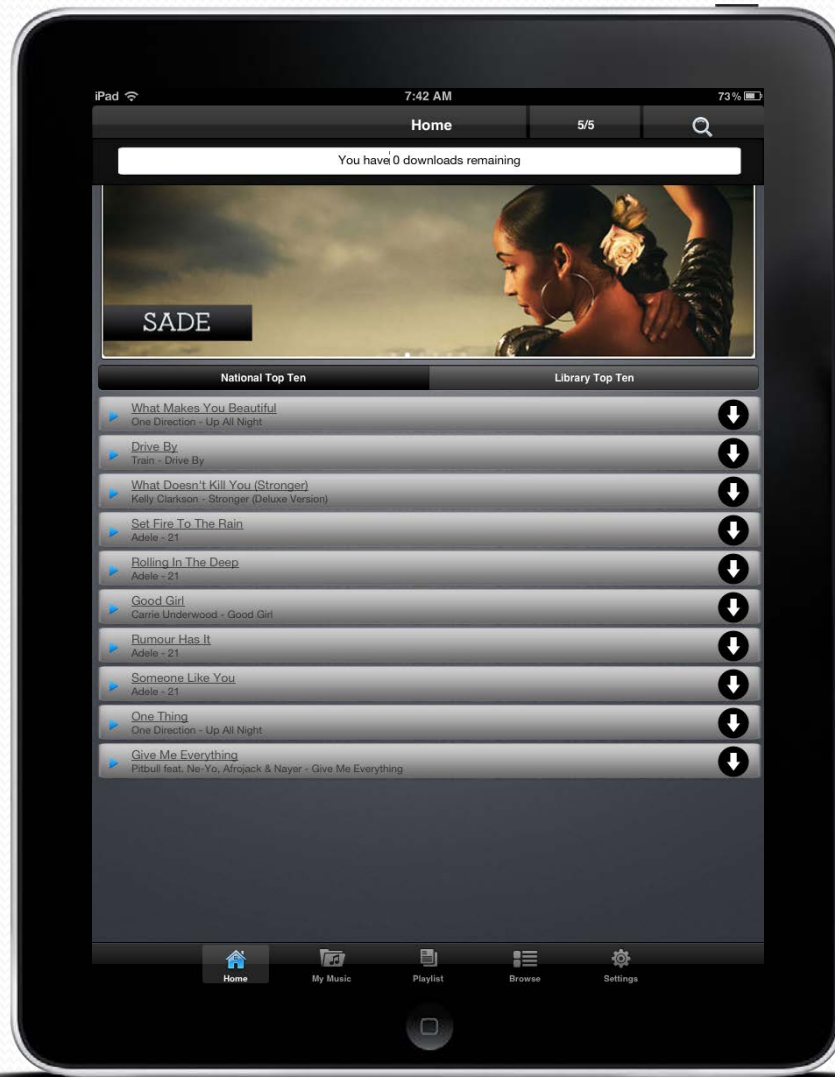 iPad 7:42 AM 73%
Home 5/5
You have 0 downloads remaining
SADE
National Top Ten Library Top Ten
What Makes You Beautiful
One Direction - Up All Night
Drive By
Train - Drive By
What Doesn't Kill You (Stronger)
Kelly Clarkson - Stronger (Deluxe Version)
Set Fire To The Rain
Adele - 21
Rolling In The Deep
Adele - 21
Good Girl
Carrie Underwood - Good Girl
Rumour Has It
Adele - 21
Someone Like You
Adele - 21
One Thing
One Direction - Up All Night
Give Me Everything
Pitbull feat. Ne-Yo, Afrojack & Nayer - Give Me Everything
Home My Music Playlist Browse Settings